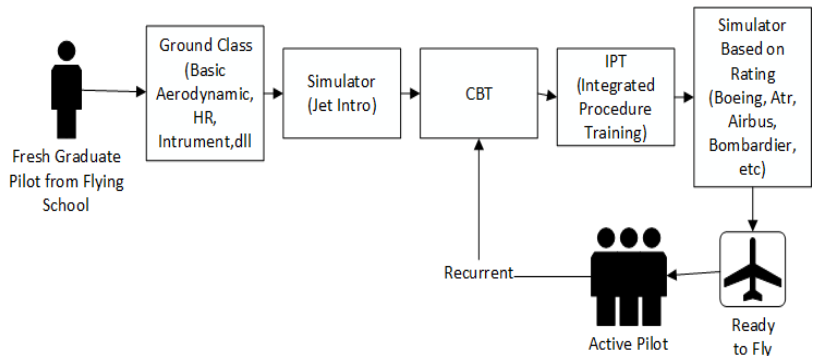 Fresh Graduate
Pilot from Flying
School
Ground Class
(Basic
Aerodynamic,
HR,
Intrument,dll
Simulator
(Jet Intro)
CBT
IPT
(Integrated
Procedure
Training)
Simulator
Based on
Rating
(Boeing, Atr,
Airbus,
Bombardier,
etc)
Ready
to Fly
Active Pilot
Recurrent